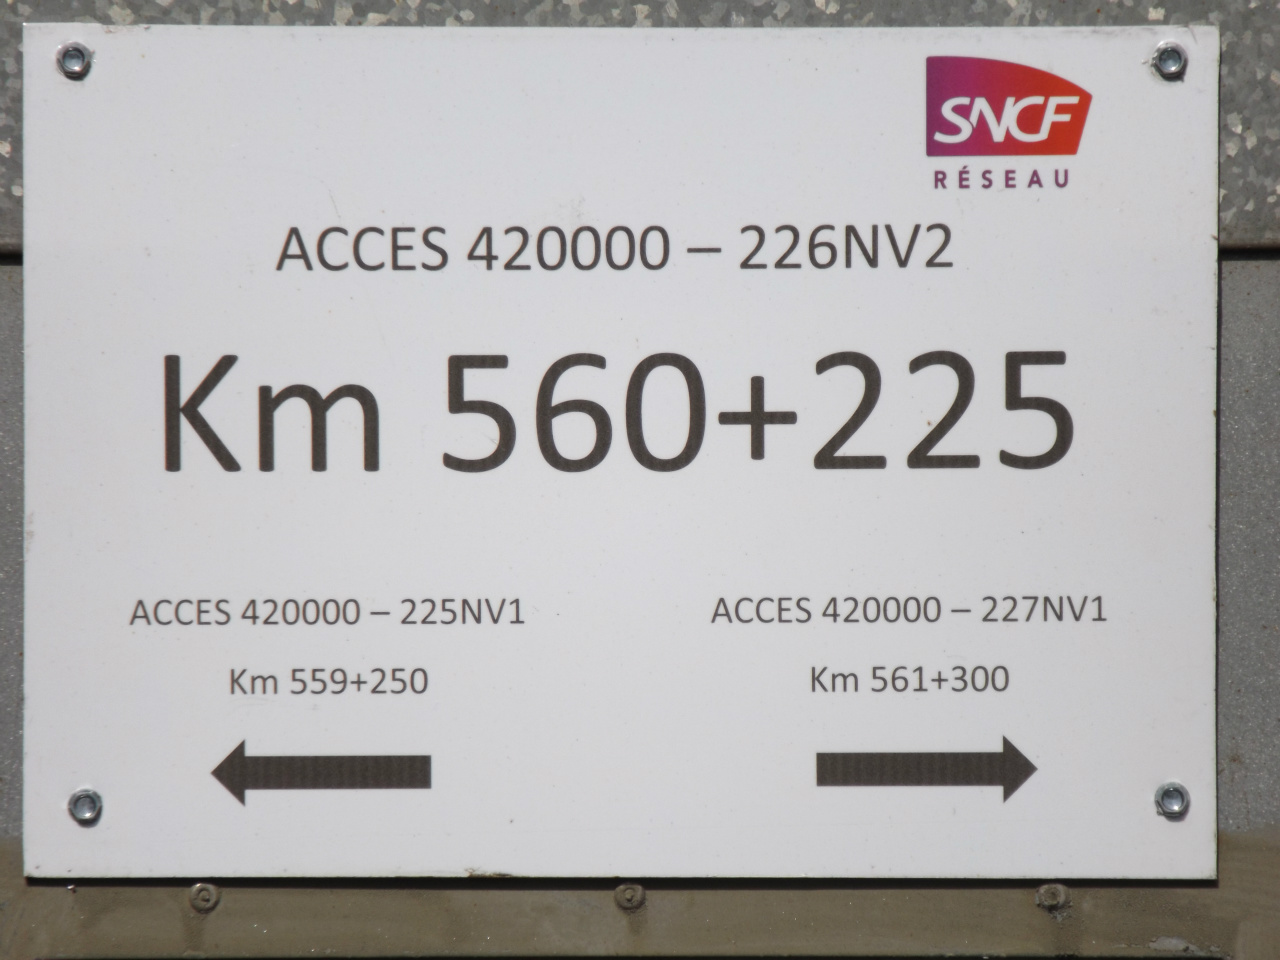 SNCF
RÉSEAU
ACCES 420000 – 226NV2
Km 560+225
ACCES 420000 – 225NV1
Km 559+250
ACCES 420000 – 227NV1
Km 561+300